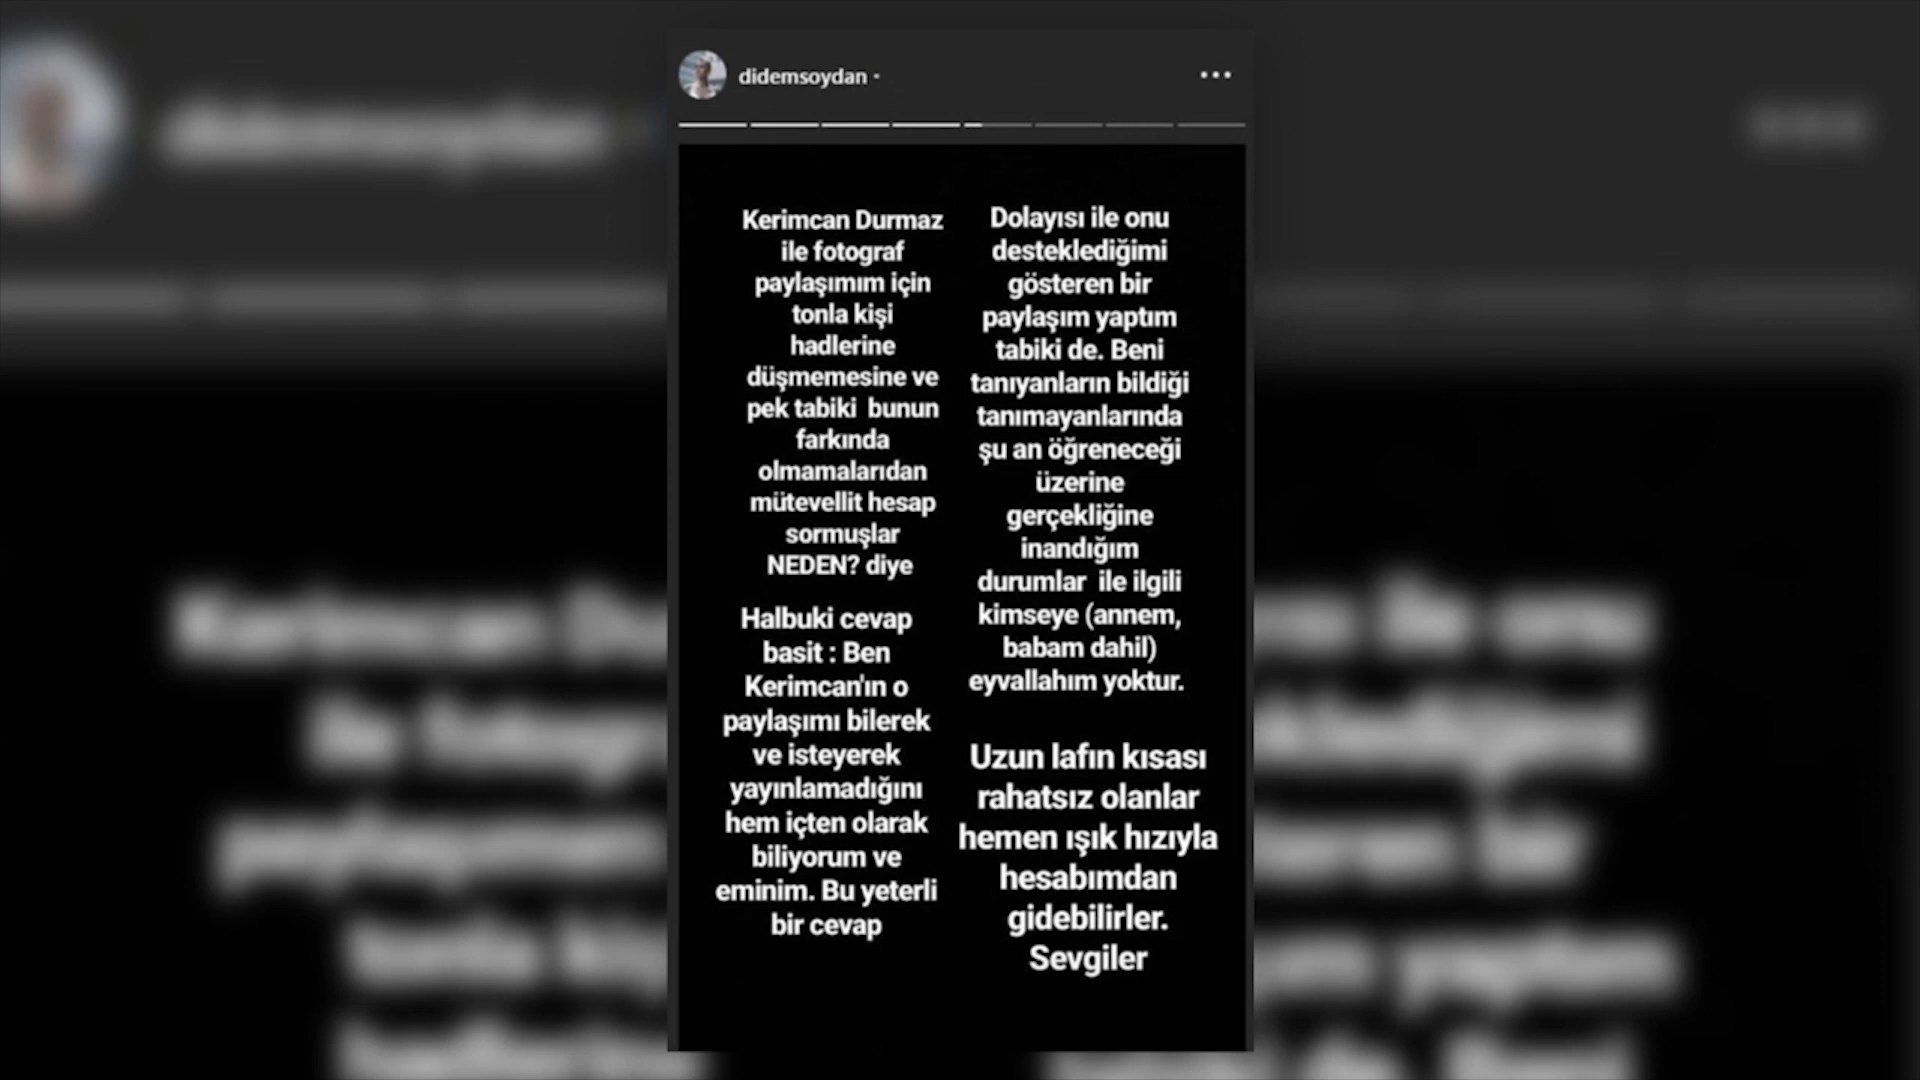 didemsoydan •
Kerimcan Durmaz
ile fotograf
paylaşımım için
tonla kişi
hadlerine
düşmemesine ve
pek tabiki bunun
farkında
olmamalarıdan
mütevellit hesap
sormuşlar
NEDEN? diye
Halbuki cevap
basit : Ben
Kerimcan'ın o
paylaşımı bilerek
ve isteyerek
yayınlamadığını
hem içten olarak
biliyorum ve
eminim. Bu yeterli
bir cevap
Dolayısı ile onu
desteklediğimi
gösteren bir
paylaşım yaptım
tabiki de. Beni
tanıyanların bildiği
tanımayanlarında
şu an öğreneceği
üzerine
gerçekliğine
inandığım
durumlar ile ilgili
kimseye (annem,
babam dahil)
eyvallahım yoktur.
Uzun lafın kısası
rahatsız olanlar
hemen ışık hızıyla
hesabımdan
gidebilirler.
Sevgiler